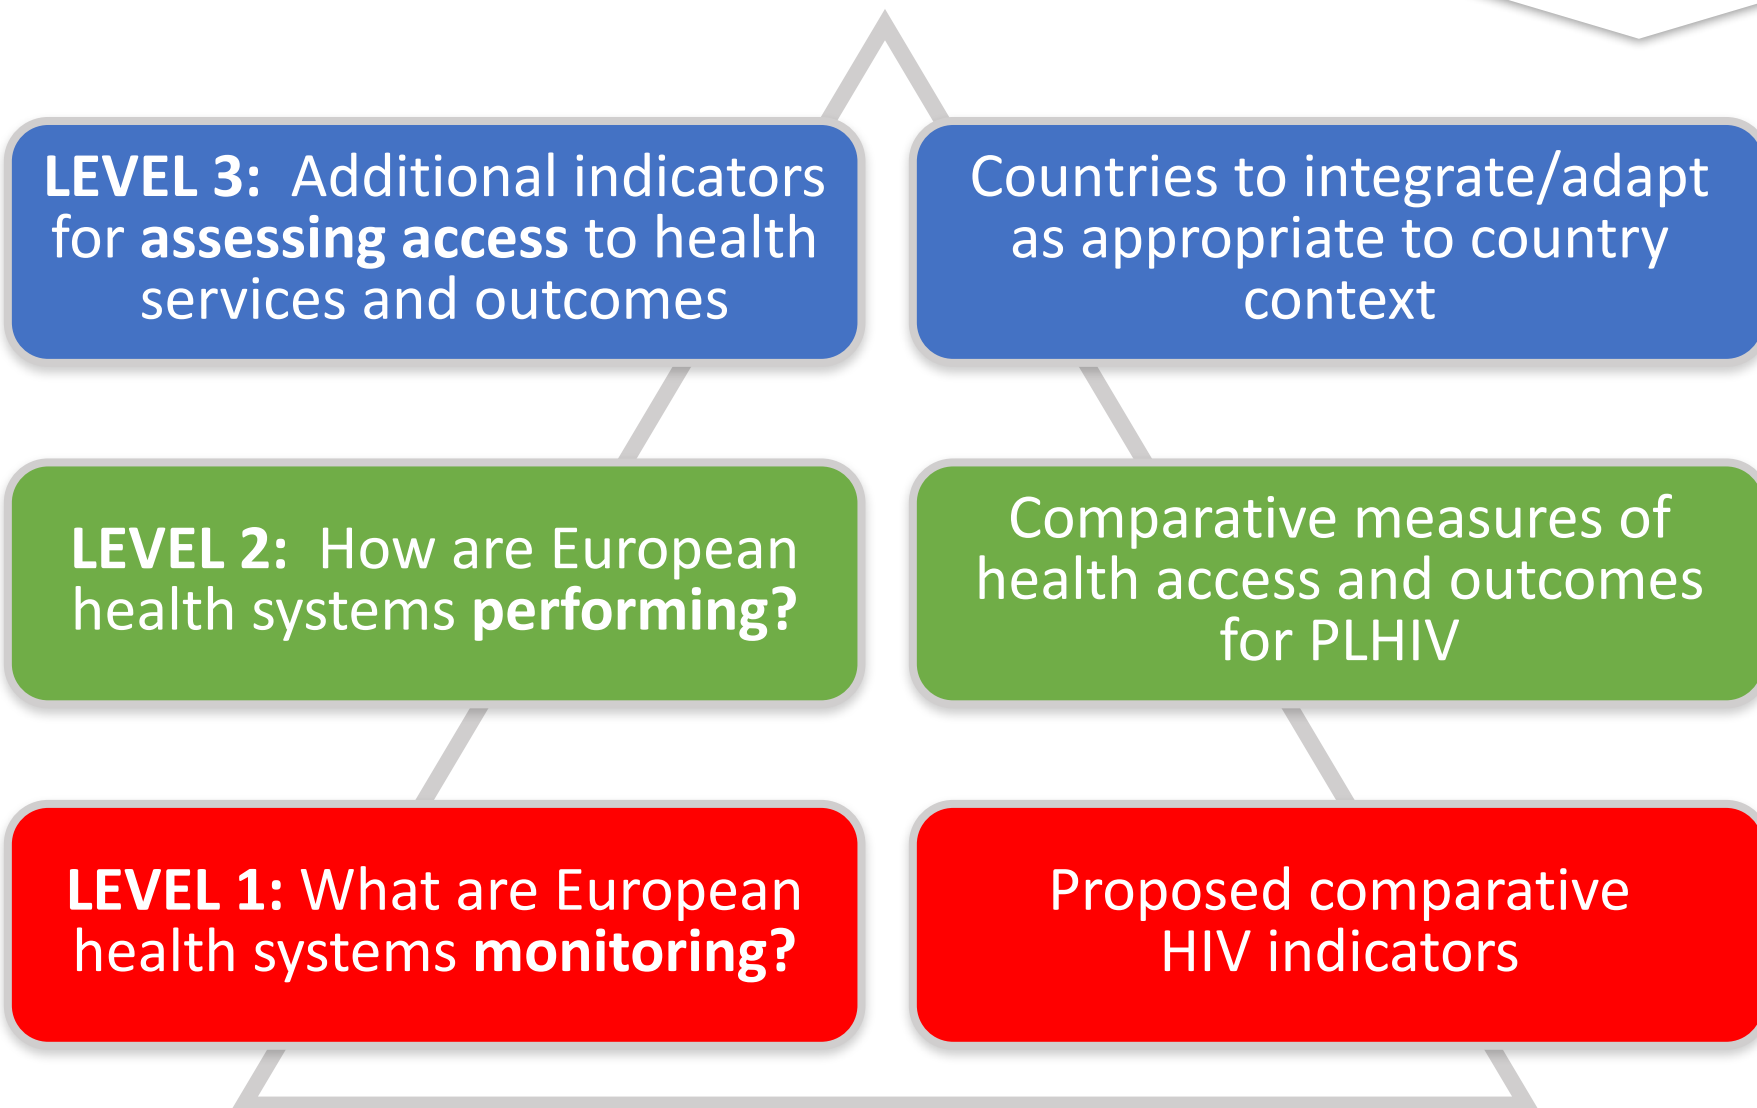 LEVEL 3: Additional indicators
for assessing access to health
services and outcomes
Countries to integrate/adapt
as appropriate to country
context
LEVEL 2: How are European
health systems performing?
Comparative measures of
health access and outcomes
for PLHIV
LEVEL 1: What are European
health systems monitoring?
Proposed comparative
HIV indicators